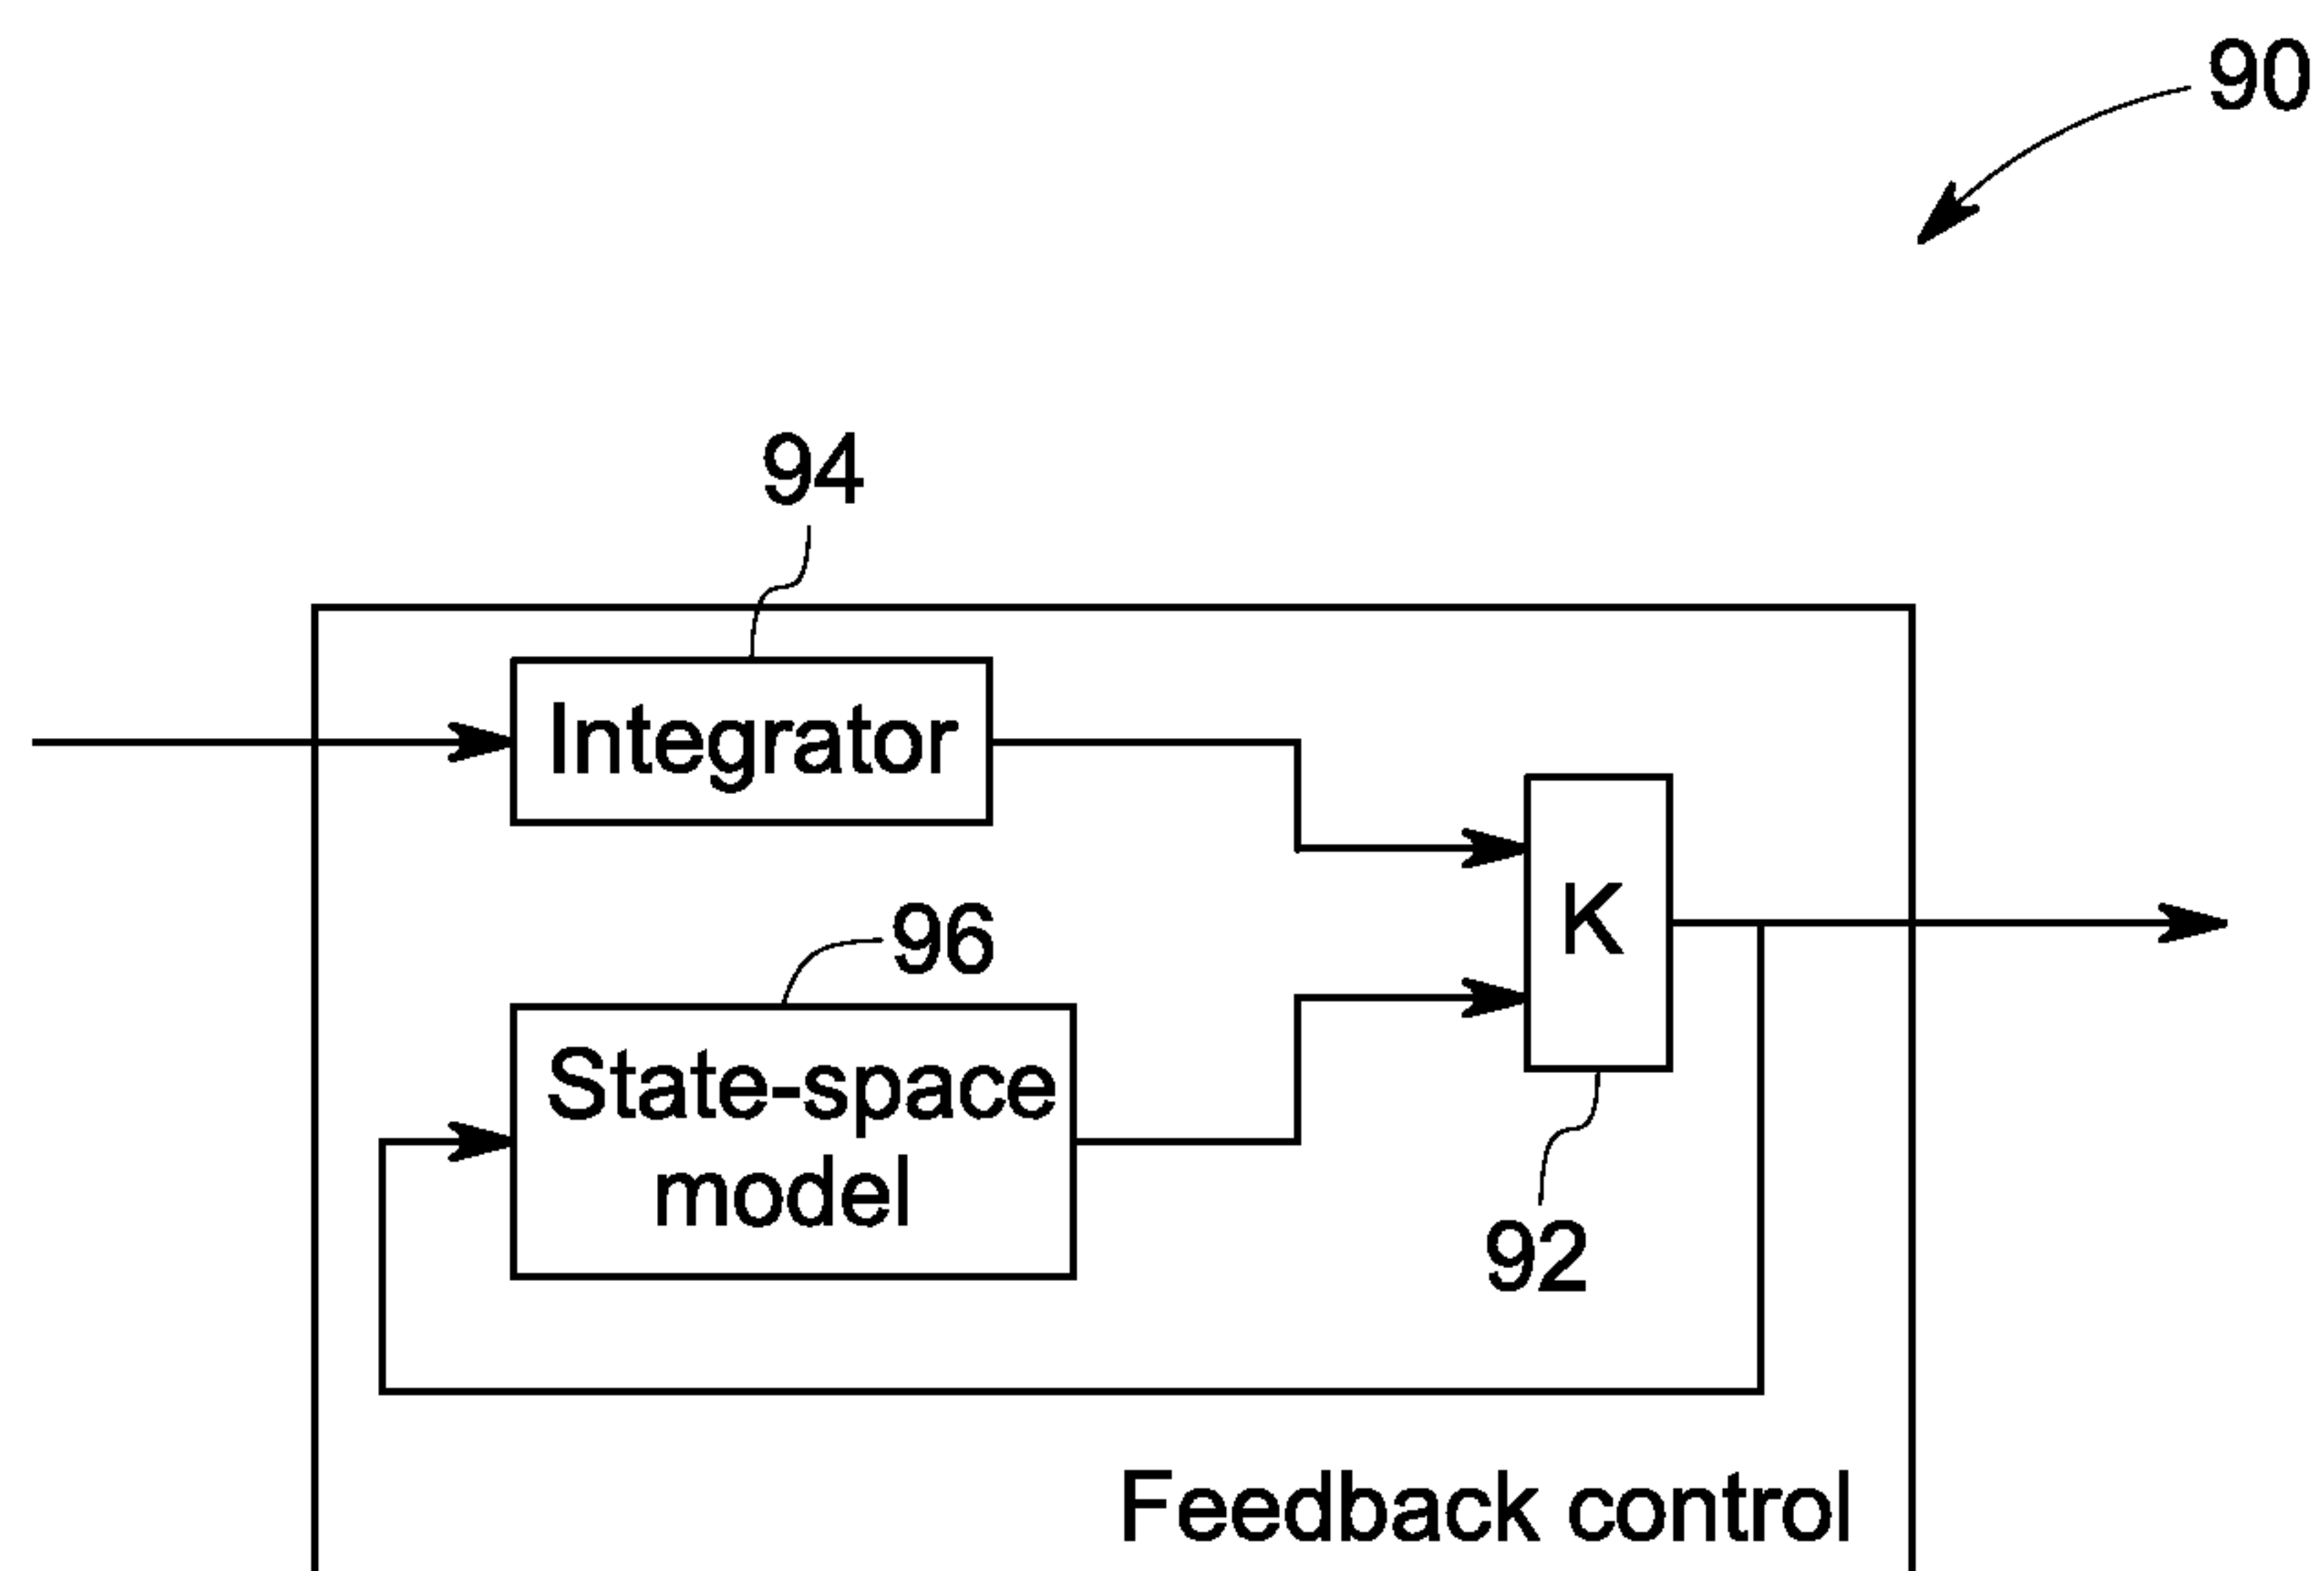 90
94
Integrator
K
96
State-space
model
92
Feedback control